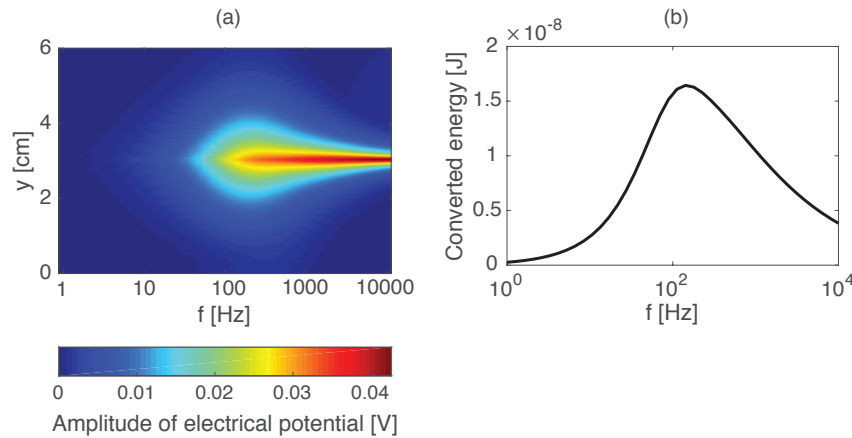 (a)
6
4
2
0
y [cm]
1 10 100 1000 10000
f [Hz]
0 0.01 0.02 0.03 0.04
Amplitude of electrical potential [V]
(b)
×10⁻⁸
2
1.5
1
0.5
0
Converted energy [J]
10⁰ 10² 10⁴
f [Hz]